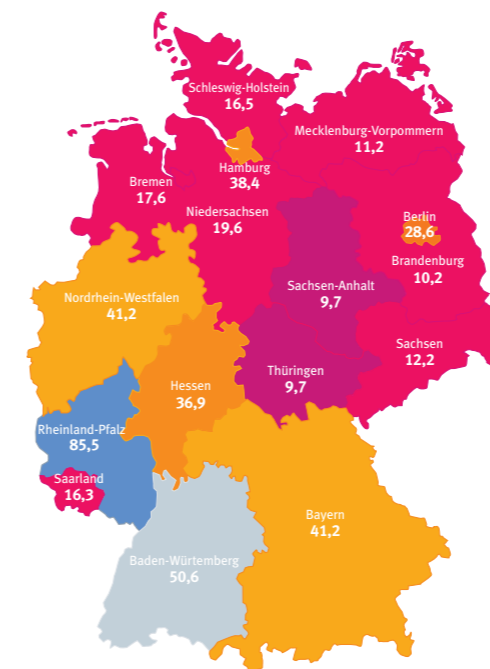 Schleswig-Holstein
16,5
Mecklenburg-Vorpommern
11,2
Hamburg
38,4
Bremen
17,6
Niedersachsen
19,6
Berlin
28,6
Brandenburg
10,2
Sachsen-Anhalt
9,7
Nordrhein-Westfalen
41,2
Sachsen
12,2
Thüringen
9,7
Hessen
36,9
Rheinland-Pfalz
85,5
Saarland
16,3
Bayern
41,2
Baden-Würtemberg
50,6